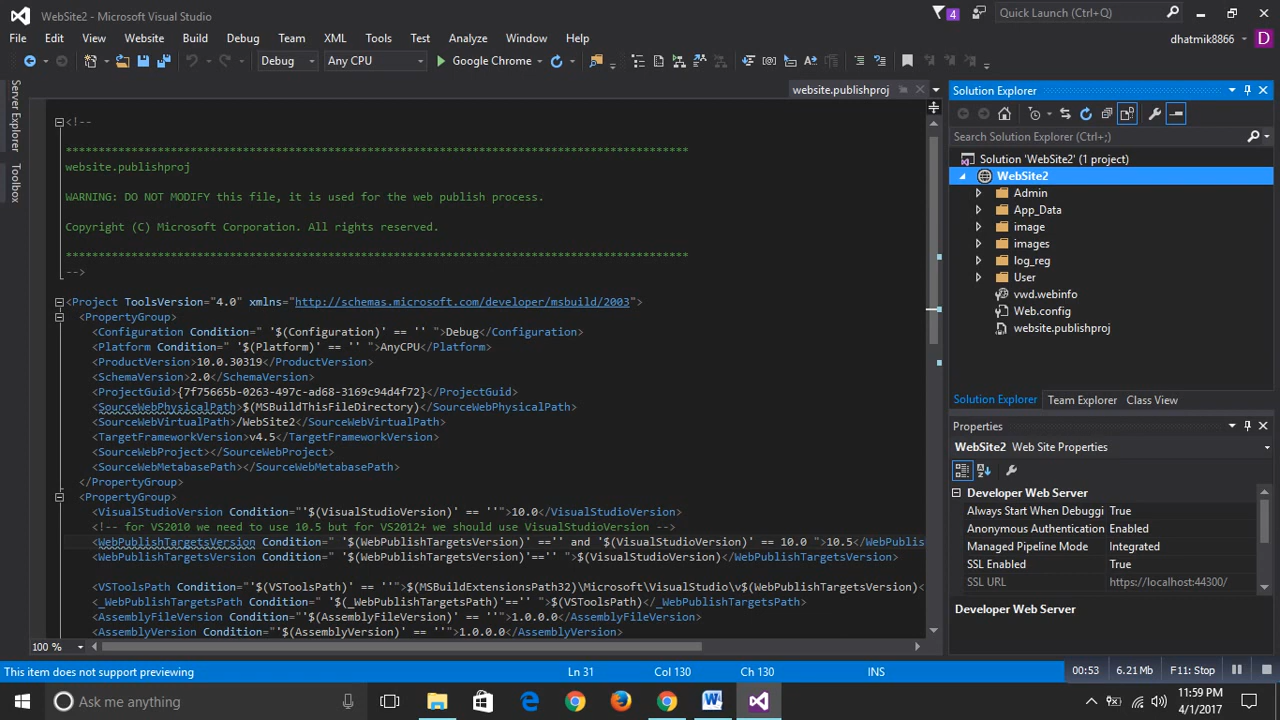 WebSite2 - Microsoft Visual Studio
4
Quick Launch (Ctrl+Q)
File Edit View Website Build Debug Team XML Tools Test Analyze Window Help
dhatmik8866 D
Debug Any CPU Google Chrome
Server Explorer
Toolbox
website.publishproj
<!--
***********************************************************************************************
website.publishproj
WARNING: DO NOT MODIFY this file, it is used for the web publish process.
Copyright (C) Microsoft Corporation. All rights reserved.
***********************************************************************************************
-->
<Project ToolsVersion="4.0" xmlns="http://schemas.microsoft.com/developer/msbuild/2003">
<PropertyGroup>
<Configuration Condition=" '$(Configuration)' == '' ">Debug</Configuration>
<Platform Condition=" '$(Platform)' == '' ">AnyCPU</Platform>
<ProductVersion>10.0.30319</ProductVersion>
<SchemaVersion>2.0</SchemaVersion>
<ProjectGuid>{7f75665b-0263-497c-ad68-3169c94d4f72}</ProjectGuid>
<SourceWebPhysicalPath>$(MSBuildThisFileDirectory)</SourceWebPhysicalPath>
<SourceWebVirtualPath>/WebSite2</SourceWebVirtualPath>
<TargetFrameworkVersion>v4.5</TargetFrameworkVersion>
<SourceWebProject></SourceWebProject>
<SourceWebMetabasePath></SourceWebMetabasePath>
</PropertyGroup>
<PropertyGroup>
<VisualStudioVersion Condition="'$(VisualStudioVersion)' == ''">10.0</VisualStudioVersion>
<!-- for VS2010 we need to use 10.5 but for VS2012+ we should use VisualStudioVersion -->
<WebPublishTargetsVersion Condition=" '$(WebPublishTargetsVersion)' =='' and '$(VisualStudioVersion)' == 10.0 ">10.5</WebPublis
<WebPublishTargetsVersion Condition=" '$(WebPublishTargetsVersion)'=='' ">$(VisualStudioVersion)</WebPublishTargetsVersion>
<VSToolsPath Condition="'$(VSToolsPath)' == ''">$(MSBuildExtensionsPath32)\Microsoft\VisualStudio\v$(WebPublishTargetsVersion)<
<_WebPublishTargetsPath Condition=" '$(_WebPublishTargetsPath)'=='' ">$(VSToolsPath)</_WebPublishTargetsPath>
<AssemblyFileVersion Condition="'$(AssemblyFileVersion)' == ''">1.0.0.0</AssemblyFileVersion>
<AssemblyVersion Condition="'$(AssemblyVersion)' == ''">1.0.0.0</AssemblyVersion>
100 %
Solution Explorer
Search Solution Explorer (Ctrl+;)
Solution 'WebSite2' (1 project)
WebSite2
Admin
App_Data
image
images
log_reg
User
vwd.webinfo
Web.config
website.publishproj
Solution Explorer Team Explorer Class View
Properties
WebSite2 Web Site Properties
Developer Web Server
Always Start When Debuggi True
Anonymous Authentication Enabled
Managed Pipeline Mode Integrated
SSL Enabled True
SSL URL https://localhost:44300/
Developer Web Server
This item does not support previewing Ln 31 Col 130 Ch 130 INS
00:53 6.21 Mb F11: Stop
Ask me anything
11:59 PM
4/1/2017